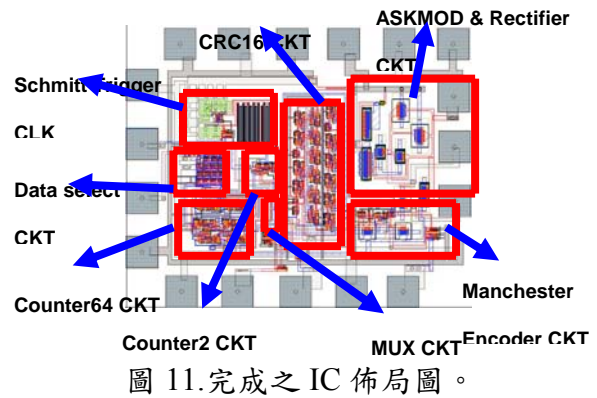 ASKMOD & Rectifier
CKT
CRC16 CKT
Schmitt Trigger
CLK
Data select
CKT
Counter64 CKT
Counter2 CKT
MUX CKT
Manchester
Encoder CKT
圖 11.完成之 IC 佈局圖。